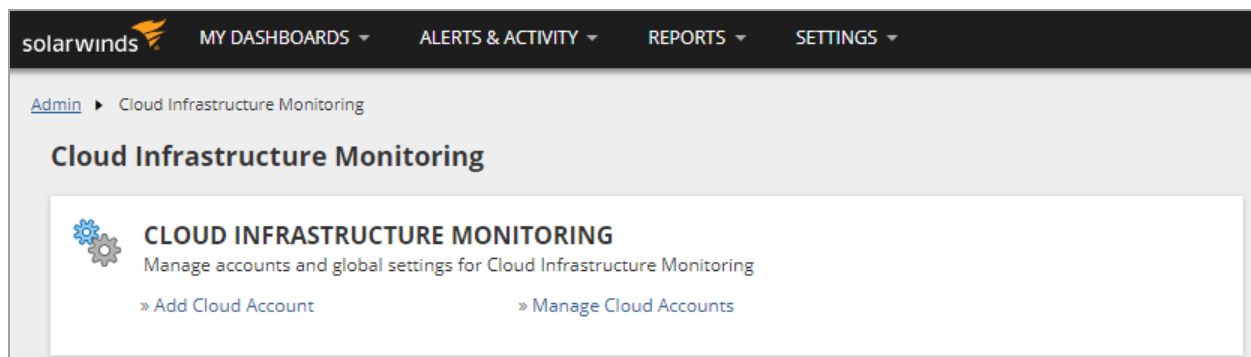 solarwinds MY DASHBOARDS ALERTS & ACTIVITY REPORTS SETTINGS
Admin ▸ Cloud Infrastructure Monitoring
Cloud Infrastructure Monitoring
CLOUD INFRASTRUCTURE MONITORING
Manage accounts and global settings for Cloud Infrastructure Monitoring
» Add Cloud Account » Manage Cloud Accounts